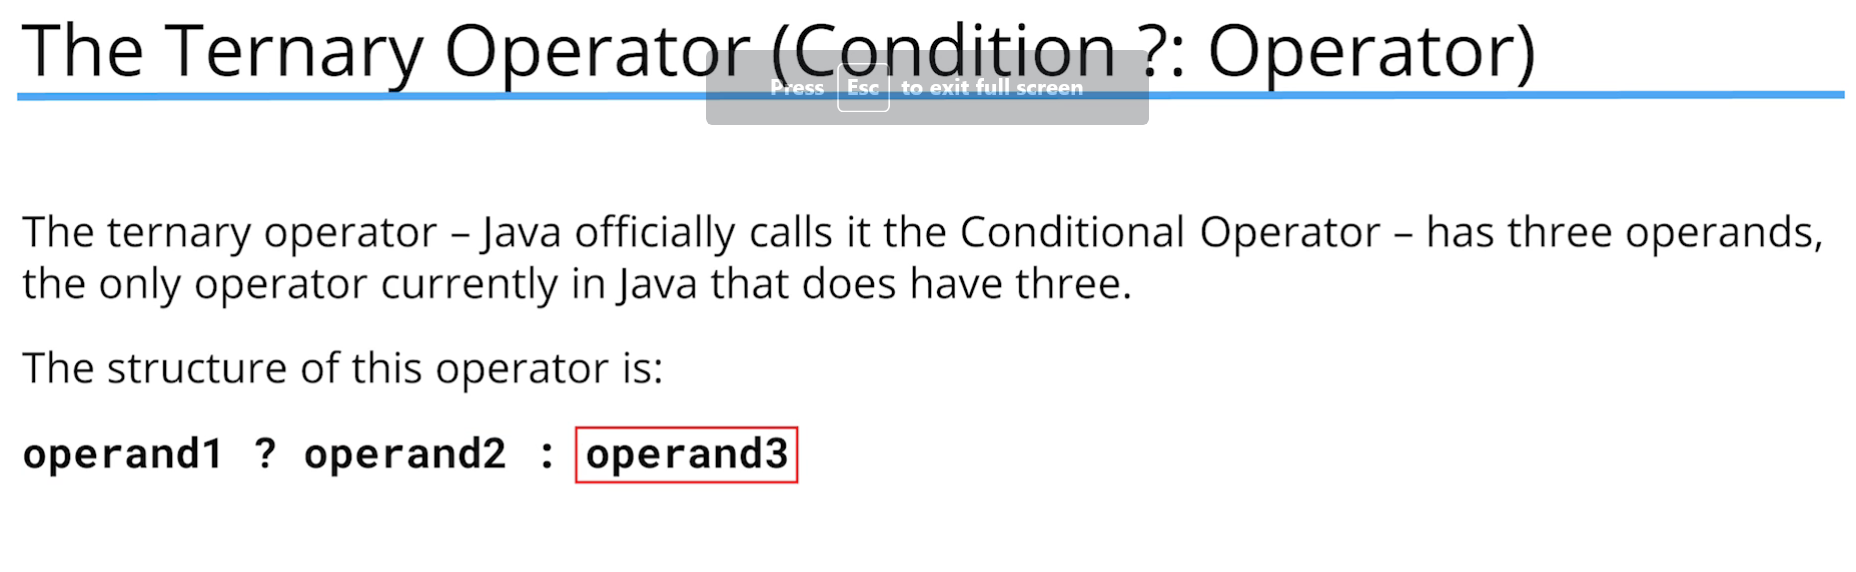 The Ternary Operator (Condition ?: Operator)
Press Esc to exit full screen
The ternary operator – Java officially calls it the Conditional Operator – has three operands,
the only operator currently in Java that does have three.
The structure of this operator is:
operand1 ? operand2 : operand3